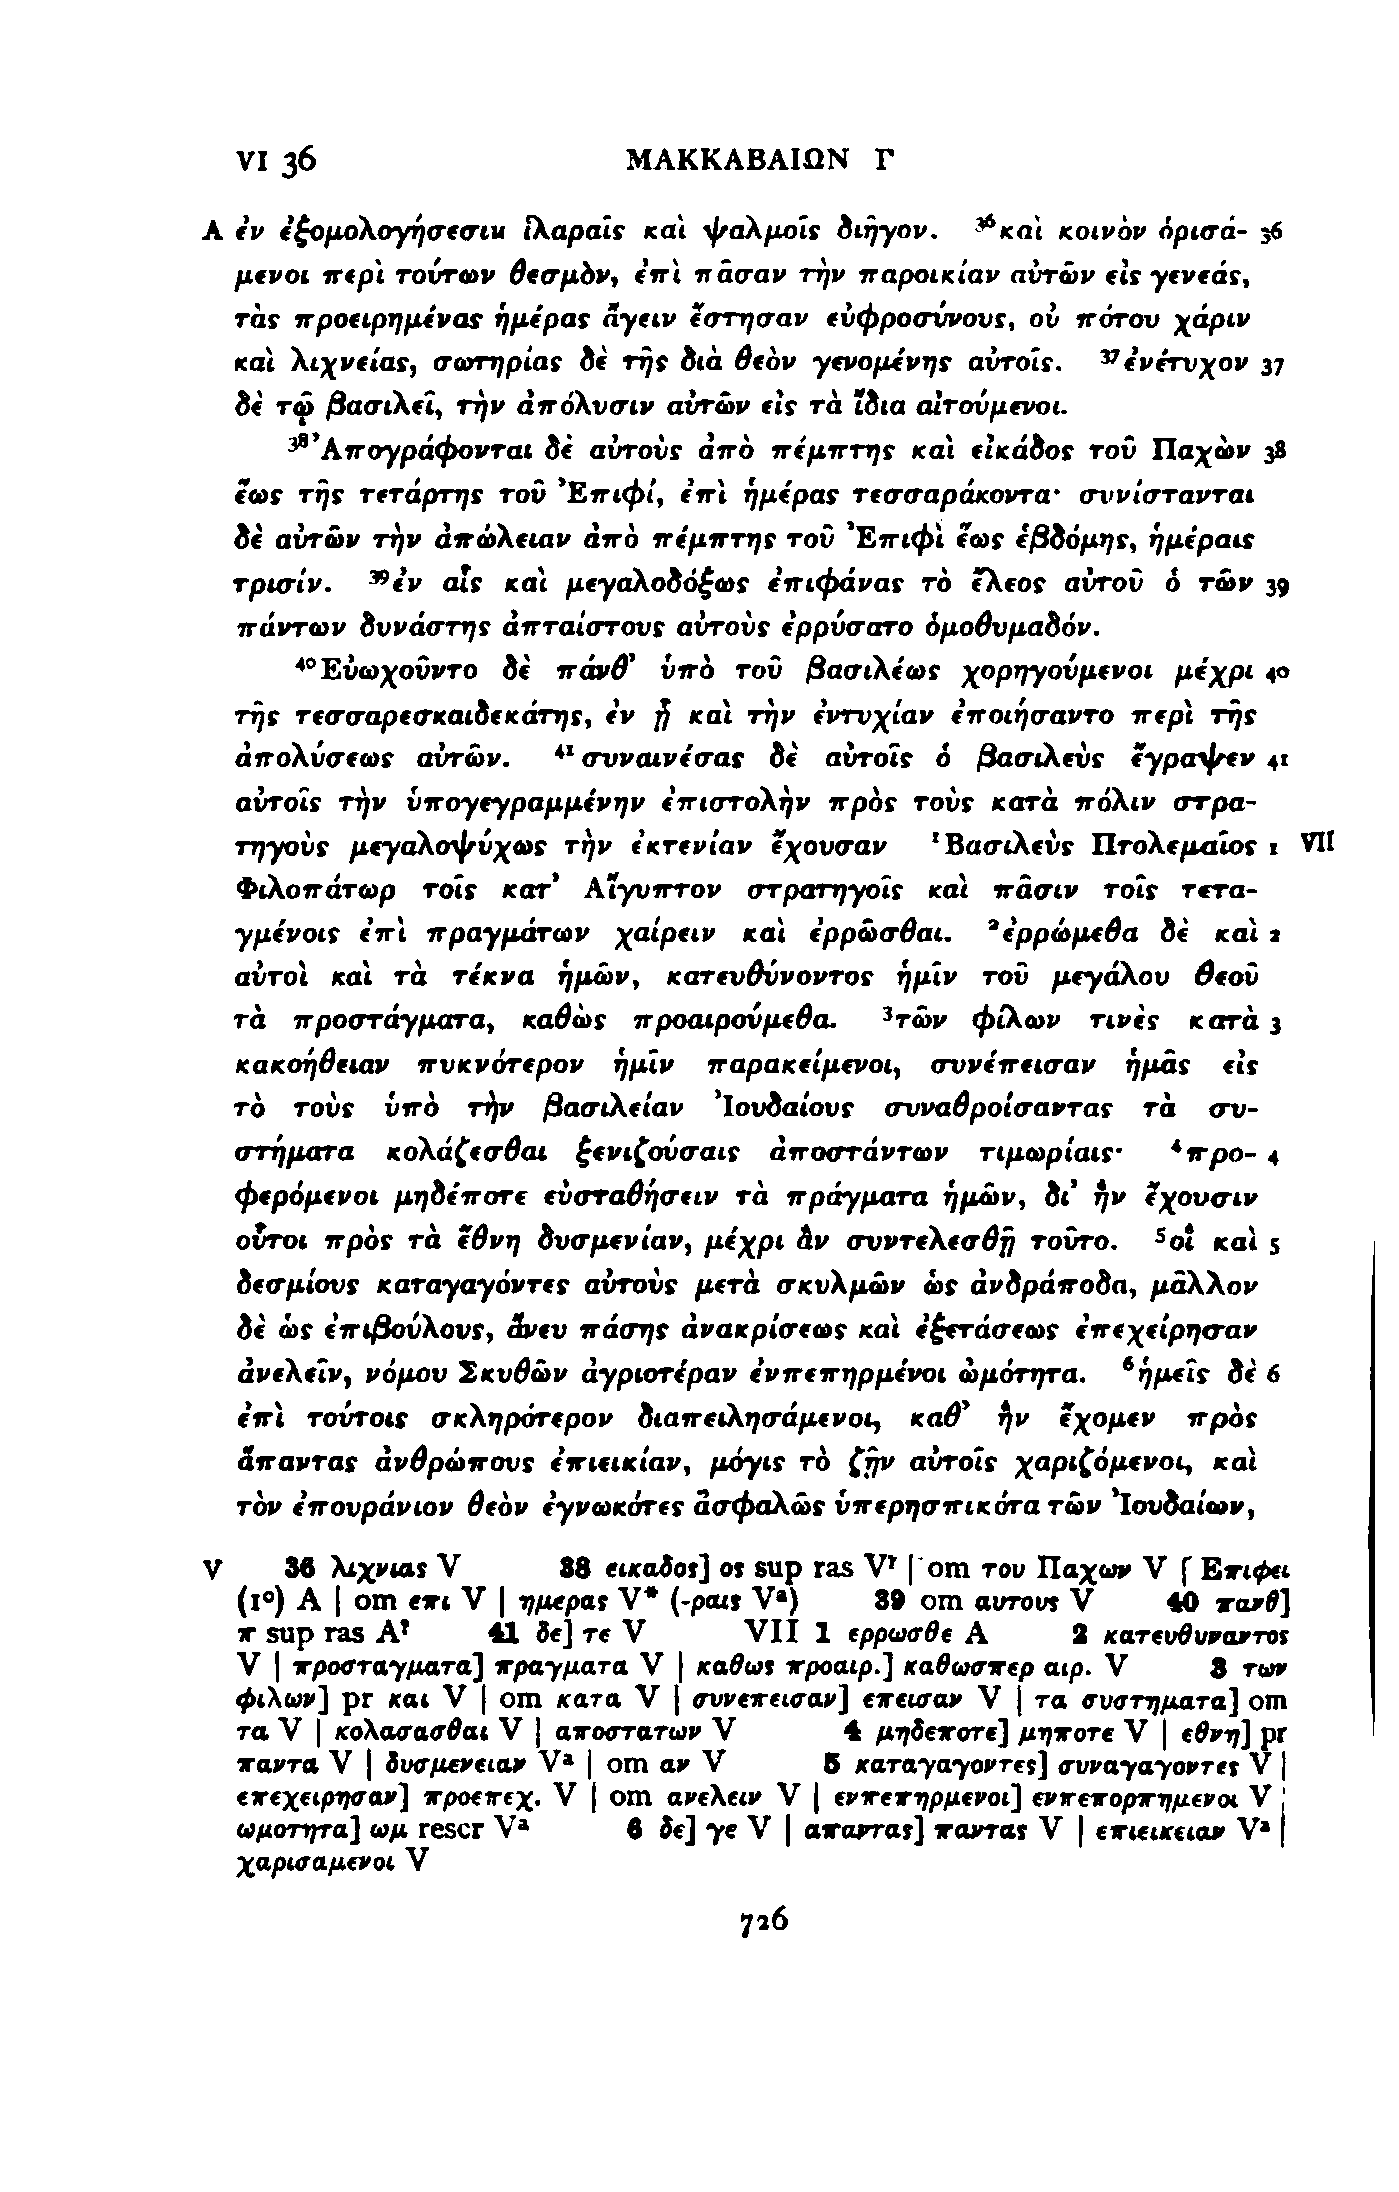 VI 36 ΜΑΚΚΑΒΑΙΩΝ Γ
A ἐν ἐξομολογήσεσιν ἱλαραῖς καὶ ψαλμοῖς διῆγον. ³⁶καὶ κοινὸν ὁρισά- 36
μενοι περὶ τούτων θεσμὸν, ἐπὶ πᾶσαν τὴν παροικίαν αὐτῶν εἰς γενεάς,
τὰς προειρημένας ἡμέρας ἄγειν ἔστησαν εὐφροσύνους, οὐ πότου χάριν
καὶ λιχνείας, σωτηρίας δὲ τῆς διὰ θεὸν γενομένης αὐτοῖς. ³⁷ἐνέτυχον 37
δὲ τῷ βασιλεῖ, τὴν ἀπόλυσιν αὐτῶν εἰς τὰ ἴδια αἰτούμενοι.
³⁸Ἀπογράφονται δὲ αὐτοὺς ἀπὸ πέμπτης καὶ εἰκάδος τοῦ Παχὼν 38
ἕως τῆς τετάρτης τοῦ Ἐπιφί, ἐπὶ ἡμέρας τεσσαράκοντα· συνίστανται
δὲ αὐτῶν τὴν ἀπώλειαν ἀπὸ πέμπτης τοῦ Ἐπιφὶ ἕως ἑβδόμης, ἡμέραις
τρισίν. ³⁹ἐν αἷς καὶ μεγαλοδόξως ἐπιφάνας τὸ ἔλεος αὐτοῦ ὁ τῶν 39
πάντων δυνάστης ἀπταίστους αὐτοὺς ἐρρύσατο ὁμοθυμαδόν.
⁴⁰Εὐωχοῦντο δὲ πάνθ’ ὑπὸ τοῦ βασιλέως χορηγούμενοι μέχρι 40
τῆς τεσσαρεσκαιδεκάτης, ἐν ᾗ καὶ τὴν ἐντυχίαν ἐποιήσαντο περὶ τῆς
ἀπολύσεως αὐτῶν. ⁴¹συναινέσας δὲ αὐτοῖς ὁ βασιλεὺς ἔγραψεν 41
αὐτοῖς τὴν ὑπογεγραμμένην ἐπιστολὴν πρὸς τοὺς κατὰ πόλιν στρα-
τηγοὺς μεγαλοψύχως τὴν ἐκτενίαν ἔχουσαν ¹Βασιλεὺς Πτολεμαῖος 1 VII
Φιλοπάτωρ τοῖς κατ’ Αἴγυπτον στρατηγοῖς καὶ πᾶσιν τοῖς τετα-
γμένοις ἐπὶ πραγμάτων χαίρειν καὶ ἐρρῶσθαι. ²ἐρρώμεθα δὲ καὶ 2
αὐτοὶ καὶ τὰ τέκνα ἡμῶν, κατευθύνοντος ἡμῖν τοῦ μεγάλου θεοῦ
τὰ προστάγματα, καθὼς προαιρούμεθα. ³τῶν φίλων τινὲς κατὰ 3
κακοήθειαν πυκνότερον ἡμῖν παρακείμενοι, συνέπεισαν ἡμᾶς εἰς
τὸ τοὺς ὑπὸ τὴν βασιλείαν Ἰουδαίους συναθροίσαντας τὰ συ-
στήματα κολάζεσθαι ξενιζούσαις ἀποστάντων τιμωρίαις· ⁴προ- 4
φερόμενοι μηδέποτε εὐσταθήσειν τὰ πράγματα ἡμῶν, δι’ ἣν ἔχουσιν
οὗτοι πρὸς τὰ ἔθνη δυσμενίαν, μέχρι ἂν συντελεσθῇ τοῦτο. ⁵οἳ καὶ 5
δεσμίους καταγαγόντες αὐτοὺς μετὰ σκυλμῶν ὡς ἀνδράποδα, μᾶλλον
δὲ ὡς ἐπιβούλους, ἄνευ πάσης ἀνακρίσεως καὶ ἐξετάσεως ἐπεχείρησαν
ἀνελεῖν, νόμου Σκυθῶν ἀγριοτέραν ἐνπεπηρμένοι ὠμότητα. ⁶ἡμεῖς δὲ 6
ἐπὶ τούτοις σκληρότερον διαπειλησάμενοι, καθ’ ἣν ἔχομεν πρὸς
ἅπαντας ἀνθρώπους ἐπιεικίαν, μόγις τὸ ζῇν αὐτοῖς χαριζόμενοι, καὶ
τὸν ἐπουράνιον θεὸν ἐγνωκότες ἀσφαλῶς ὑπερησπικότα τῶν Ἰουδαίων,
V 36 λιχνιας V 38 εικαδος] ος sup ras Vʳ | om του Παχων V | Επιφει
(1°) A | om επι V | ημερας V* (-ραις Vᵃ) 39 om αυτους V 40 πανθ]
π sup ras Aʳ 41 δε] τε V VII 1 ερρωσθε A 2 κατευθυναντος
V | προσταγματα] πραγματα V | καθως προαιρ.] καθωσπερ αιρ. V 3 των
φιλων] pr και V | om κατα V | συνεπεισαν] επεισαν V | τα συστηματα] om
τα V | κολασασθαι V | αποστατων V 4 μηδεποτε] μηποτε V | εθνη] pr
παντα V | δυσμενειαν Vᵃ | om αν V 5 καταγαγοντες] συναγαγοντες V |
επεχειρησαν] προεπεχ. V | om ανελειν V | ενπεπηρμενοι] ενπεπορπημενοι V |
ωμοτητα] ωμ rescr Vᵃ 6 δε] γε V | απαντας] παντας V | επιεικειαν Vᵃ |
χαρισαμενοι V
726